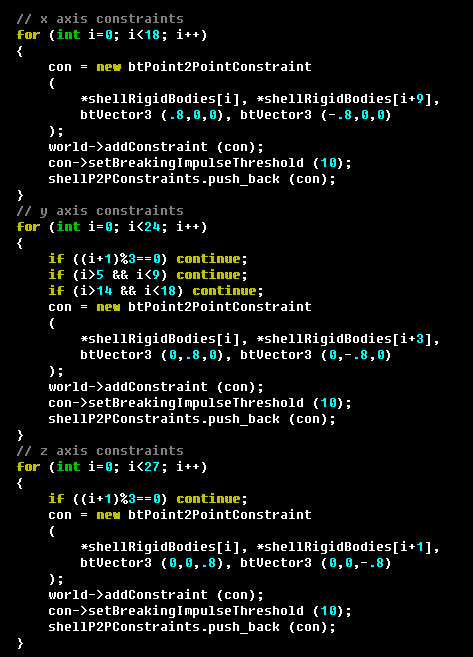 // x axis constraints
for (int i=0; i<18; i++)
{
    con = new btPoint2PointConstraint
    (
        *shellRigidBodies[i], *shellRigidBodies[i+9],
        btVector3 (.8,0,0), btVector3 (-.8,0,0)
    );
    world->addConstraint (con);
    con->setBreakingImpulseThreshold (10);
    shellP2PConstraints.push_back (con);
}
// y axis constraints
for (int i=0; i<24; i++)
{
    if ((i+1)%3==0) continue;
    if (i>5 && i<9) continue;
    if (i>14 && i<18) continue;
    con = new btPoint2PointConstraint
    (
        *shellRigidBodies[i], *shellRigidBodies[i+3],
        btVector3 (0,.8,0), btVector3 (0,-.8,0)
    );
    world->addConstraint (con);
    con->setBreakingImpulseThreshold (10);
    shellP2PConstraints.push_back (con);
}
// z axis constraints
for (int i=0; i<27; i++)
{
    if ((i+1)%3==0) continue;
    con = new btPoint2PointConstraint
    (
        *shellRigidBodies[i], *shellRigidBodies[i+1],
        btVector3 (0,0,.8), btVector3 (0,0,-.8)
    );
    world->addConstraint (con);
    con->setBreakingImpulseThreshold (10);
    shellP2PConstraints.push_back (con);
}